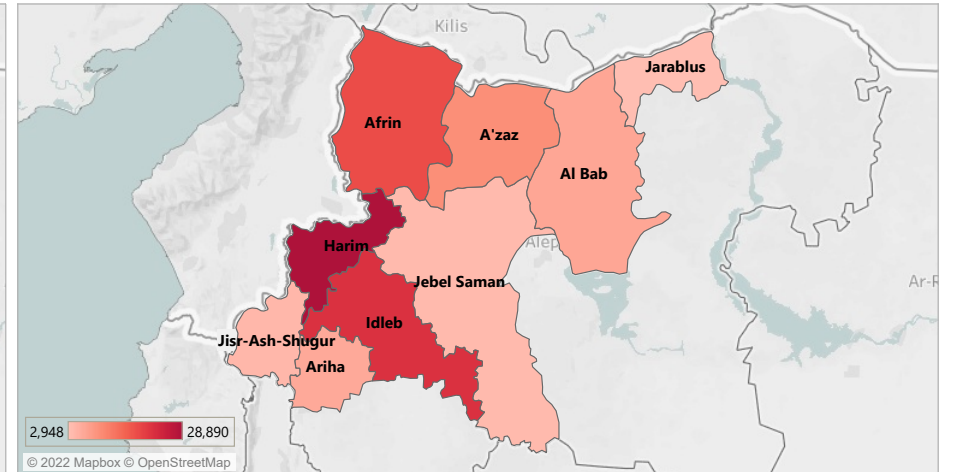 Kilis
Jarablus
Afrin
A'zaz
Al Bab
Harim
Alep
Jebel Saman
Ar-R
Idleb
Jisr-Ash-Shugur
Ariha
2,948
28,890
© 2022 Mapbox © OpenStreetMap